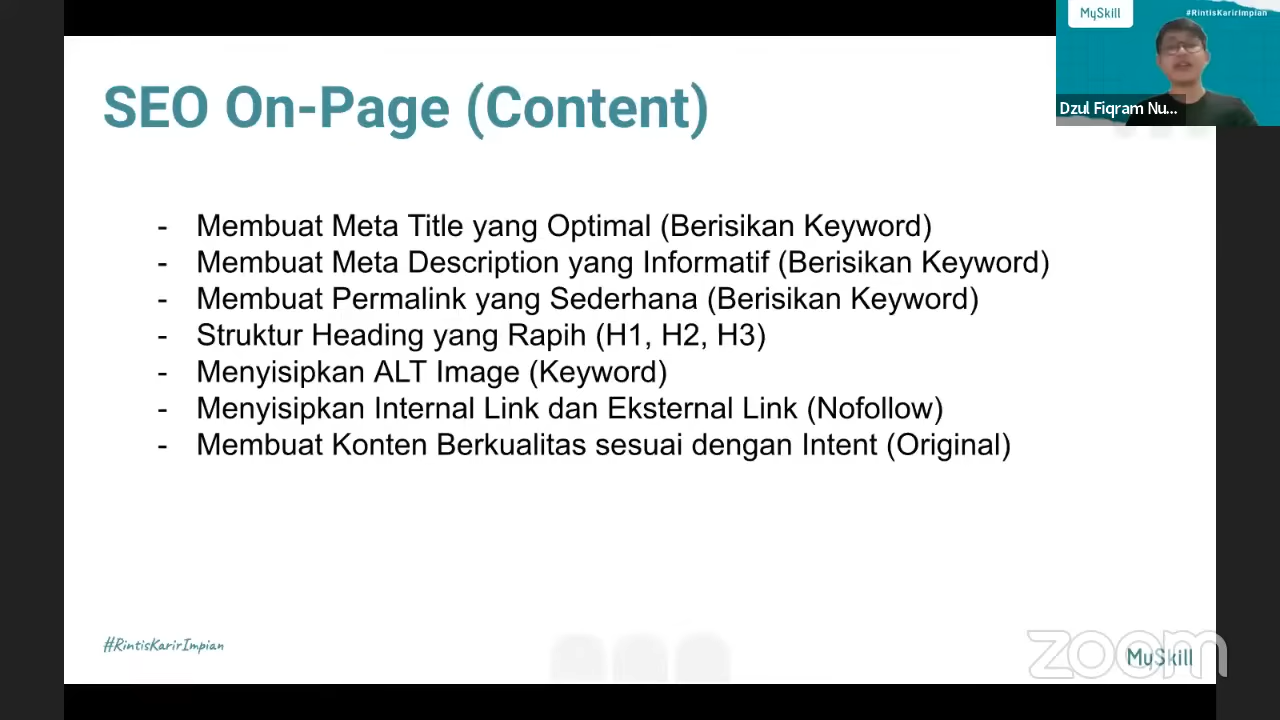 MySkill
#RintisKarirImpian
Dzul Fiqram Nu...
SEO On-Page (Content)
- Membuat Meta Title yang Optimal (Berisikan Keyword)
- Membuat Meta Description yang Informatif (Berisikan Keyword)
- Membuat Permalink yang Sederhana (Berisikan Keyword)
- Struktur Heading yang Rapih (H1, H2, H3)
- Menyisipkan ALT Image (Keyword)
- Menyisipkan Internal Link dan Eksternal Link (Nofollow)
- Membuat Konten Berkualitas sesuai dengan Intent (Original)
#RintisKarirImpian
zoom
MySkill